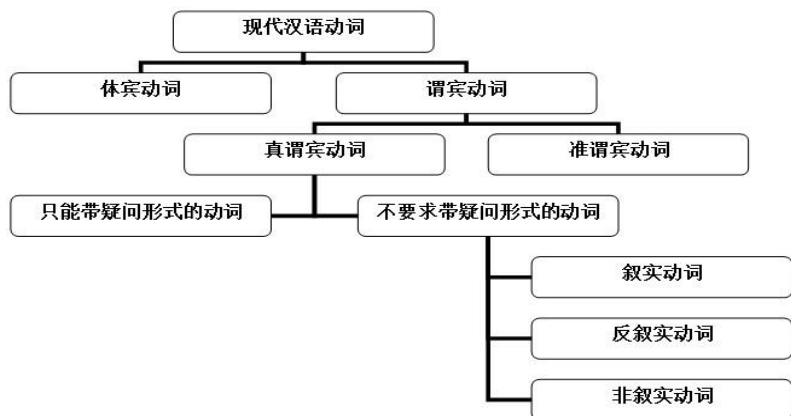 现代汉语动词
体宾动词
谓宾动词
真谓宾动词
准谓宾动词
只能带疑问形式的动词
不要求带疑问形式的动词
叙实动词
反叙实动词
非叙实动词